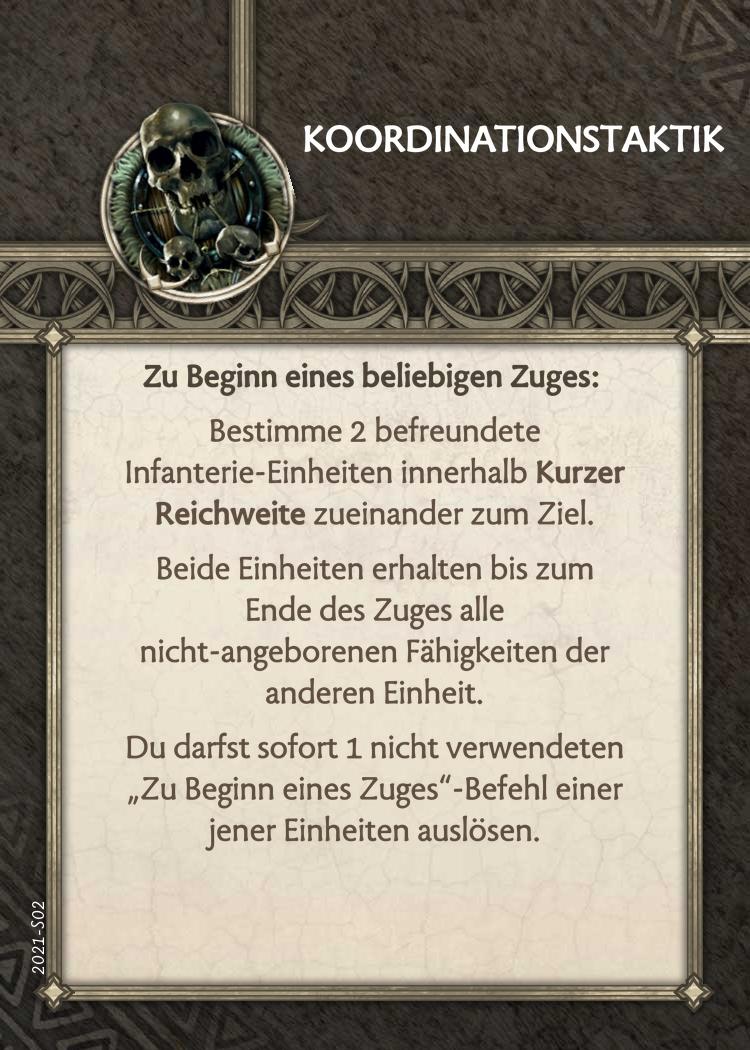 KOORDINATIONSTAKTIK
Zu Beginn eines beliebigen Zuges:
Bestimme 2 befreundete
Infanterie-Einheiten innerhalb Kurzer
Reichweite zueinander zum Ziel.
Beide Einheiten erhalten bis zum
Ende des Zuges alle
nicht-angeborenen Fähigkeiten der
anderen Einheit.
Du darfst sofort 1 nicht verwendeten
„Zu Beginn eines Zuges“-Befehl einer
jener Einheiten auslösen.
2021-S02